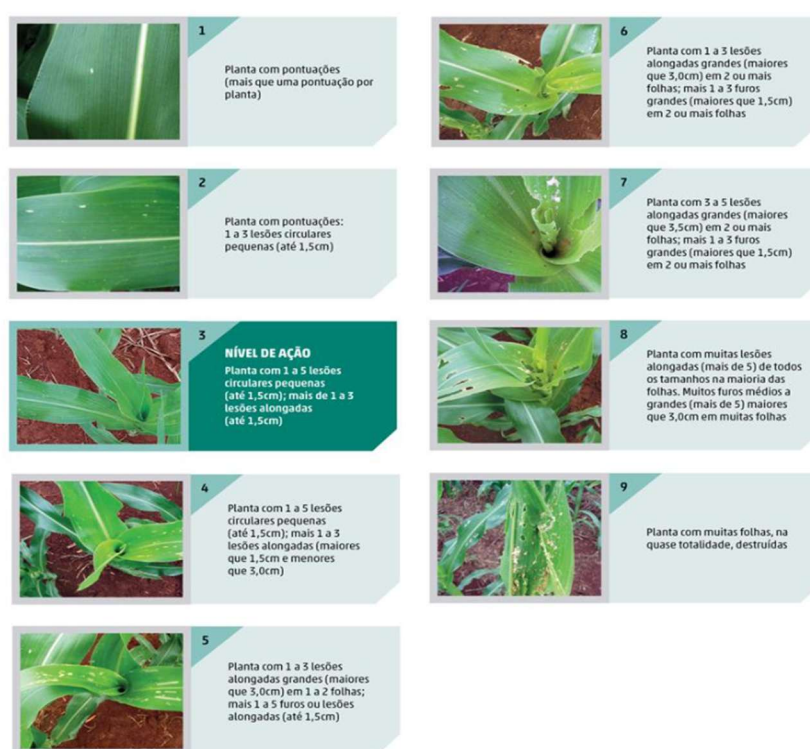 1
Planta com pontuações
(mais que uma pontuação por
planta)
2
Planta com pontuações:
1 a 3 lesões circulares
pequenas (até 1,5cm)
3
NÍVEL DE AÇÃO
Planta com 1 a 5 lesões
circulares pequenas
(até 1,5cm); mais de 1 a 3
lesões alongadas
(até 1,5cm)
4
Planta com 1 a 5 lesões
circulares pequenas
(até 1,5cm); mais 1 a 3
lesões alongadas (maiores
que 1,5cm e menores
que 3,0cm)
5
Planta com 1 a 3 lesões
alongadas grandes (maiores
que 3,0cm) em 1 a 2 folhas;
mais 1 a 5 furos ou lesões
alongadas (até 1,5cm)
6
Planta com 1 a 3 lesões
alongadas grandes (maiores
que 3,0cm) em 2 ou mais
folhas; mais 1 a 3 furos
grandes (maiores que 1,5cm)
em 2 ou mais folhas
7
Planta com 3 a 5 lesões
alongadas grandes (maiores
que 3,5cm) em 2 ou mais
folhas; mais 1 a 3 furos
grandes (maiores que 1,5cm)
em 2 ou mais folhas
8
Planta com muitas lesões
alongadas (mais de 5) de todos
os tamanhos na maioria das
folhas. Muitos furos médios a
grandes (mais de 5) maiores
que 3,0cm em muitas folhas
9
Planta com muitas folhas, na
quase totalidade, destruídas